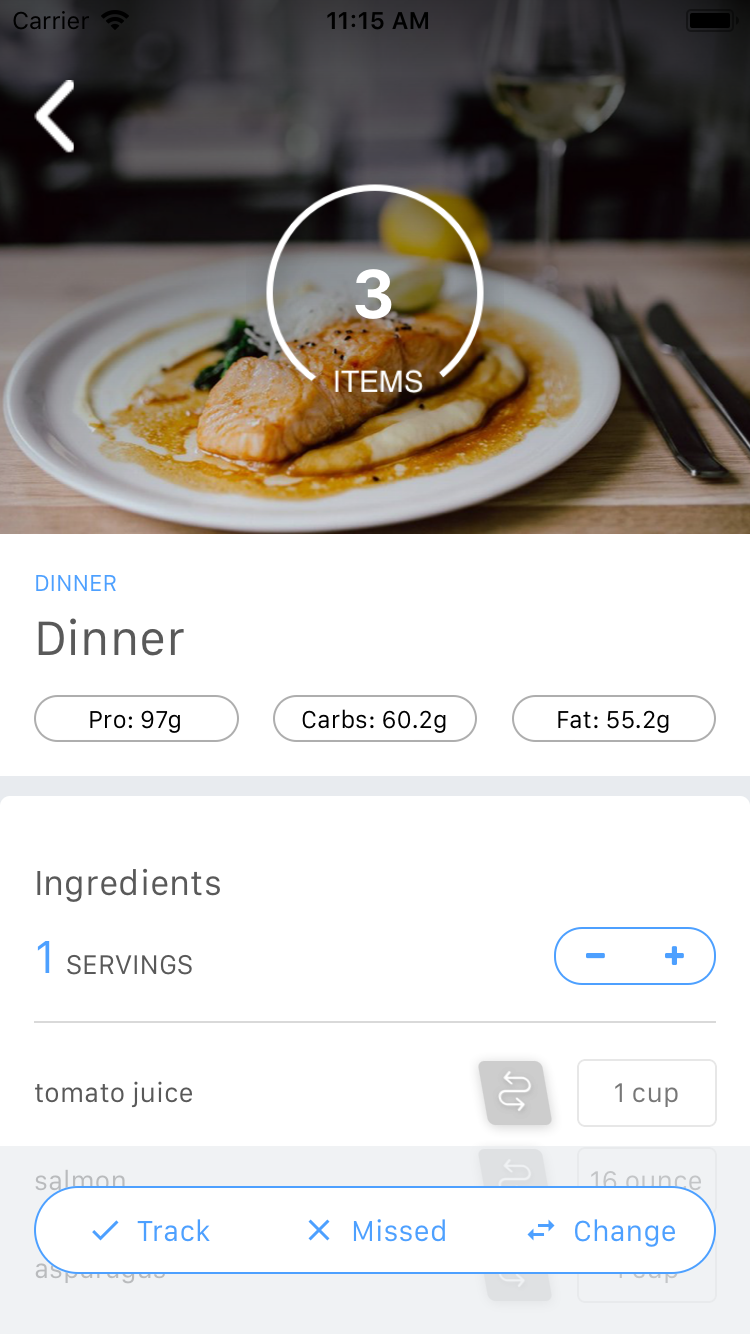 Carrier 11:15 AM
3
ITEMS
DINNER
Dinner
Pro: 97g Carbs: 60.2g Fat: 55.2g
Ingredients
1 SERVINGS
tomato juice 1 cup
salmon 16 ounce
Track Missed Change
asparagus 1 cup